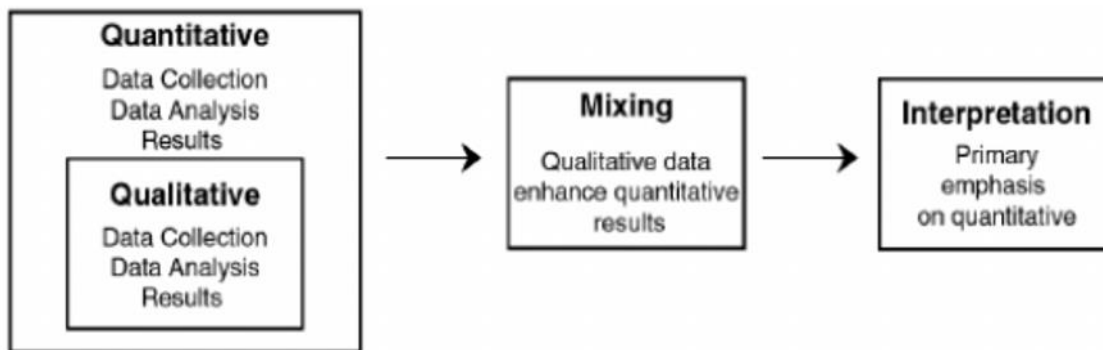 Quantitative
Data Collection
Data Analysis
Results
Qualitative
Data Collection
Data Analysis
Results
Mixing
Qualitative data
enhance quantitative
results
Interpretation
Primary
emphasis
on quantitative